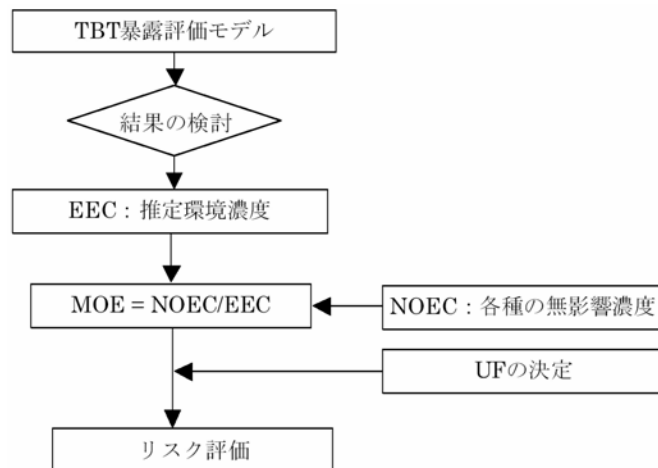 TBT暴露評価モデル
結果の検討
EEC：推定環境濃度
MOE = NOEC/EEC
NOEC：各種の無影響濃度
UFの決定
リスク評価